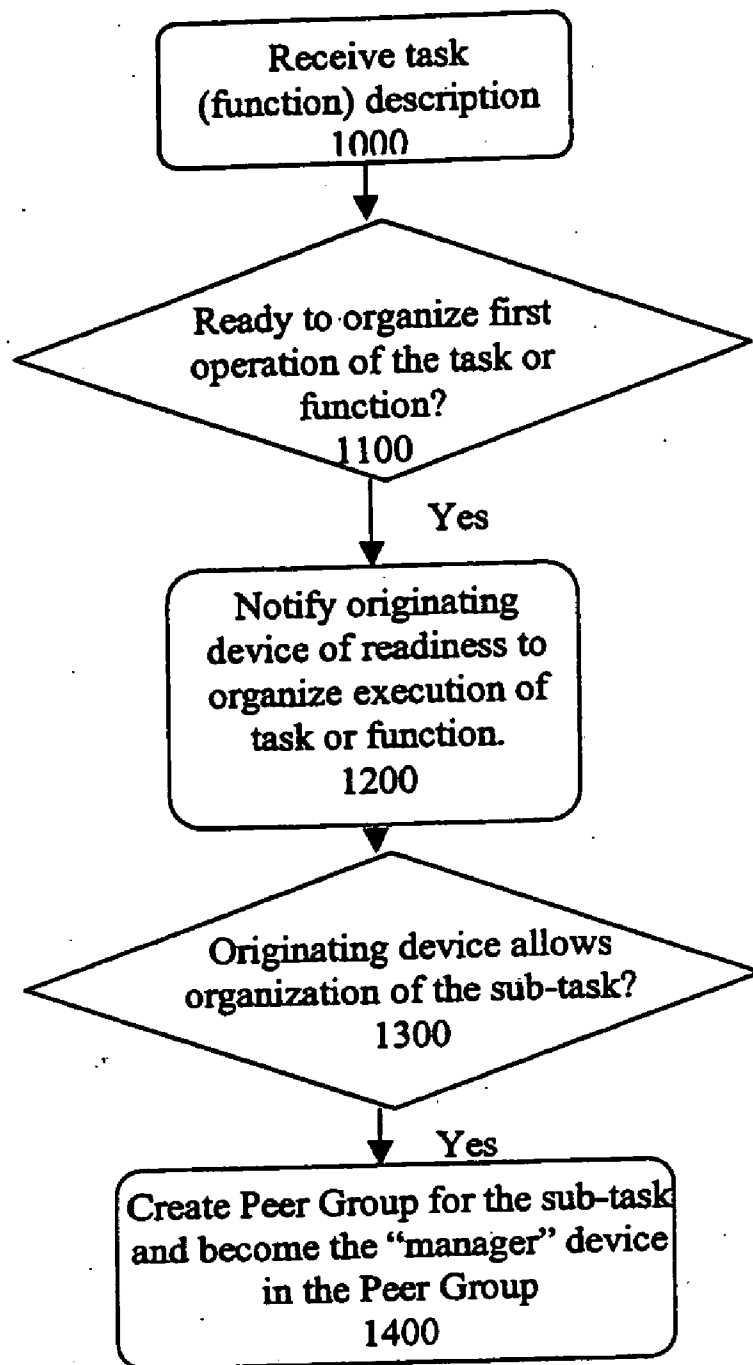 Receive task
(function) description
1000
Ready to organize first
operation of the task or
function?
1100
Yes
Notify originating
device of readiness to
organize execution of
task or function.
1200
Originating device allows
organization of the sub-task?
1300
Yes
Create Peer Group for the sub-task
and become the “manager” device
in the Peer Group
1400